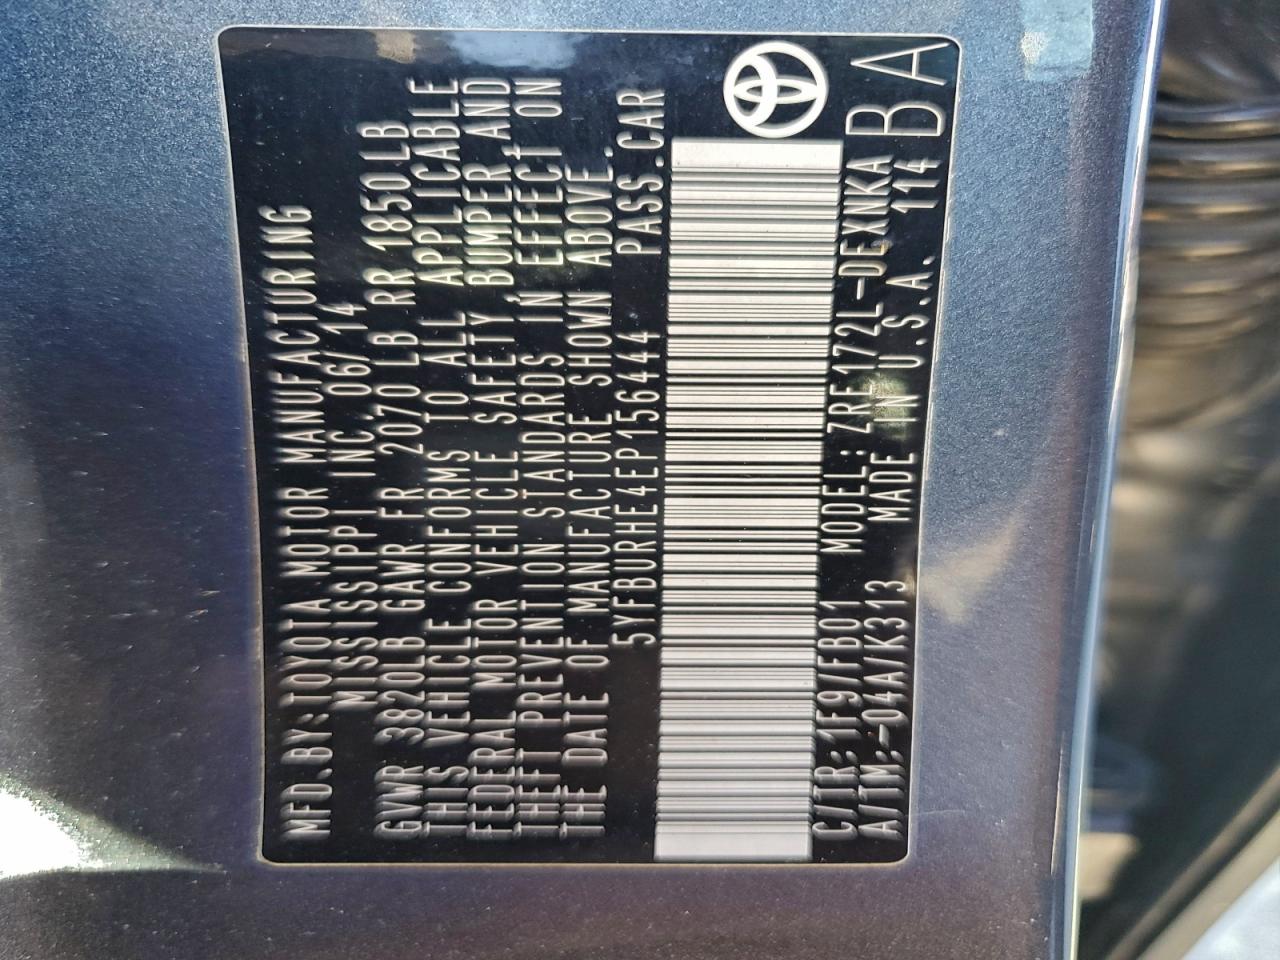 MFD.BY:TOYOTA MOTOR MANUFACTURING
MISSISSIPPI INC. 06/14
GVWR 3820LB GAWR FR 2070LB RR 1850LB
THIS VEHICLE CONFORMS TO ALL APPLICABLE
FEDERAL MOTOR VEHICLE SAFETY, BUMPER, AND
THEFT PREVENTION STANDARDS IN EFFECT ON
THE DATE OF MANUFACTURE SHOWN ABOVE.
5YFBURHE4EP156444 PASS.CAR
C/TR:1F9/FB01 MODEL:ZRE172L-DEXNKA
A/TM:-04A/K313 MADE IN U.S.A. 114
BA